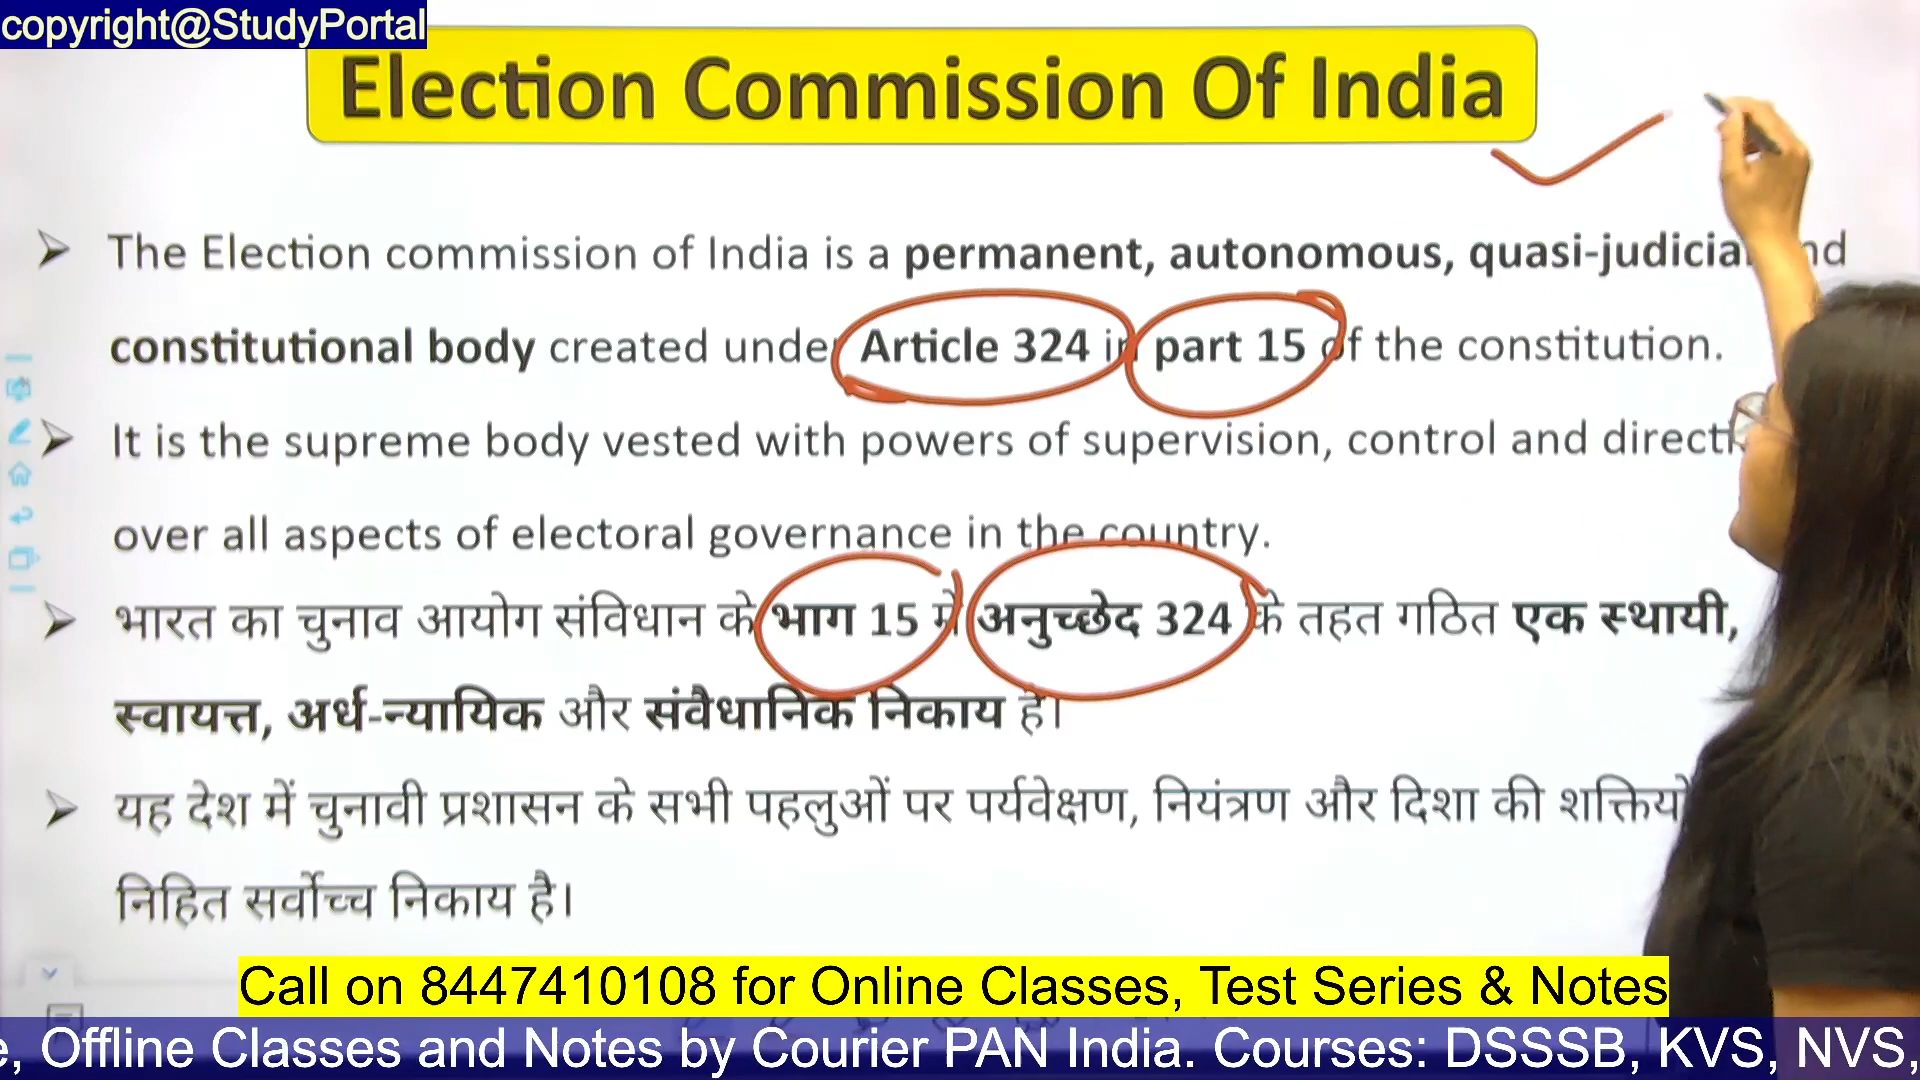 copyright@StudyPortal
Election Commission Of India
The Election commission of India is a permanent, autonomous, quasi-judicial
constitutional body created under Article 324 in part 15 of the constitution.
It is the supreme body vested with powers of supervision, control and
over all aspects of electoral governance in the country.
भारत का चुनाव आयोग संविधान के भाग 15 में अनुच्छेद 324 के तहत गठित एक स्थायी,
स्वायत्त, अर्ध-न्यायिक और संवैधानिक निकाय है।
यह देश में चुनावी प्रशासन के सभी पहलुओं पर पर्यवेक्षण, नियंत्रण और दिशा की
निहित सर्वोच्च निकाय है।
Call on 8447410108 for Online Classes, Test Series & Notes
, Offline Classes and Notes by Courier PAN India. Courses: DSSSB, KVS, NVS,